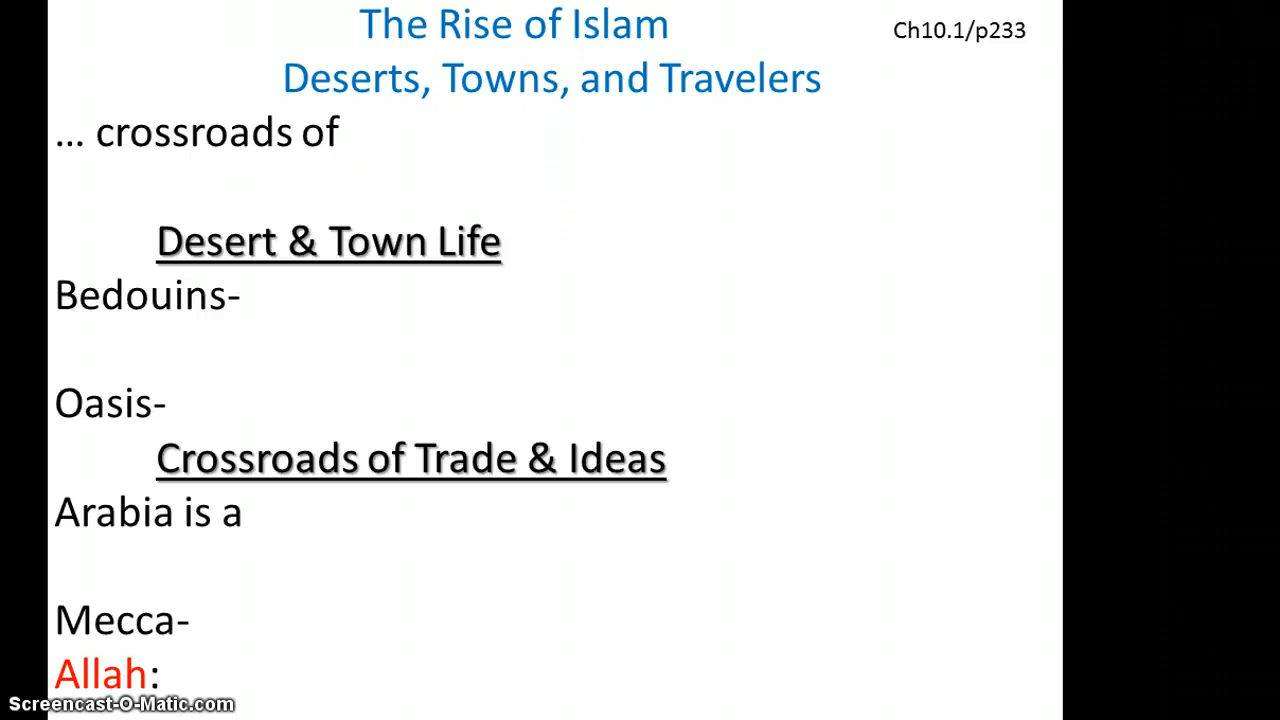 The Rise of Islam
Ch10.1/p233
Deserts, Towns, and Travelers
... crossroads of
Desert & Town Life
Bedouins-
Oasis-
Crossroads of Trade & Ideas
Arabia is a
Mecca-
Allah:
Screencast-O-Matic.com